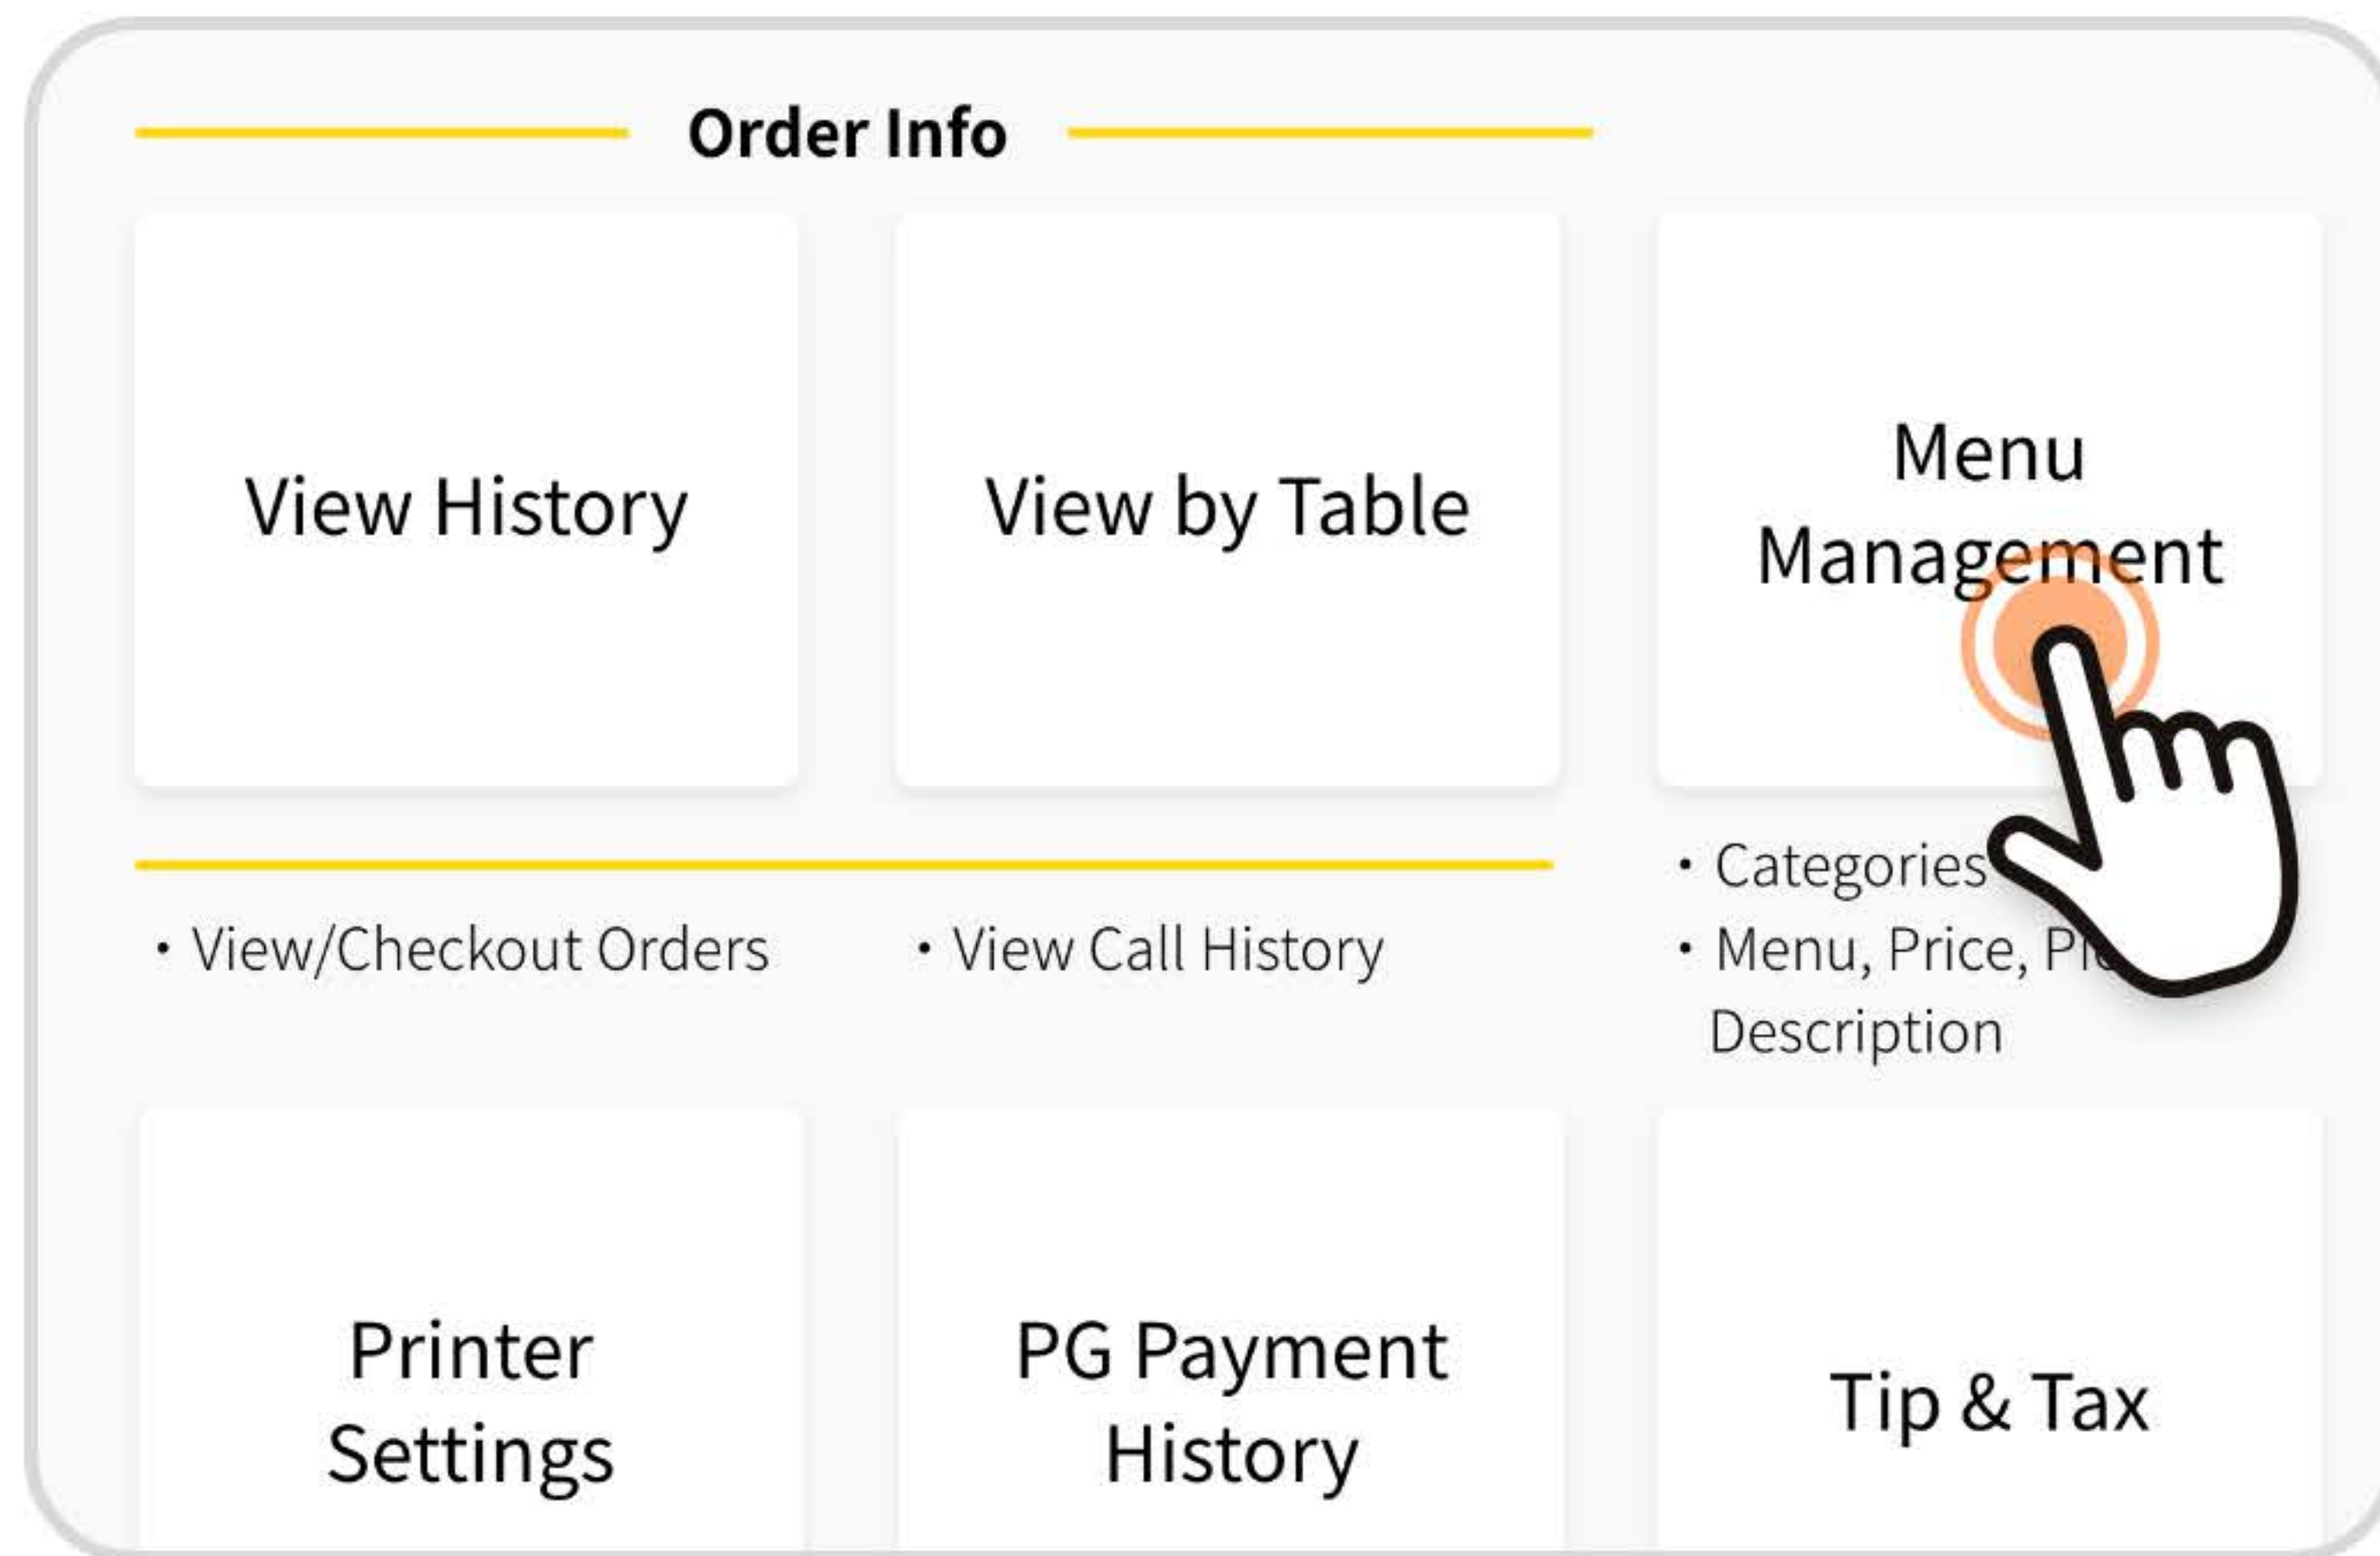 Order Info
View History
View by Table
Menu
Management
・View/Checkout Orders
・View Call History
・Categories
・Menu, Price,
Description
Printer
Settings
PG Payment
History
Tip & Tax